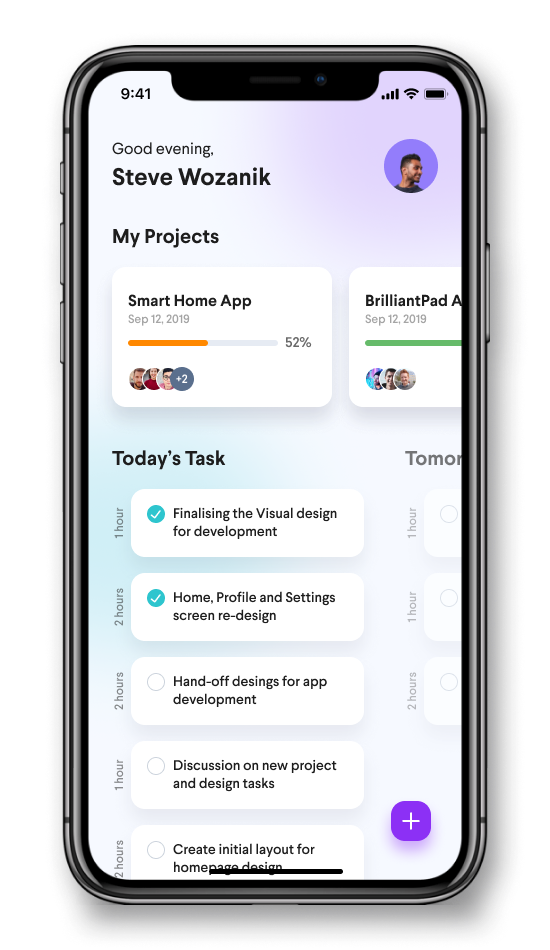 9:41
Good evening,
Steve Wozanik
My Projects
Smart Home App
Sep 12, 2019
52%
+2
BrilliantPad A
Sep 12, 2019
Today's Task
Tomor
1 hour
Finalising the Visual design
for development
1 hour
2 hours
Home, Profile and Settings
screen re-design
1 hour
2 hours
Hand-off desings for app
development
2 hours
1 hour
Discussion on new project
and design tasks
2 hours
Create initial layout for
homepage design